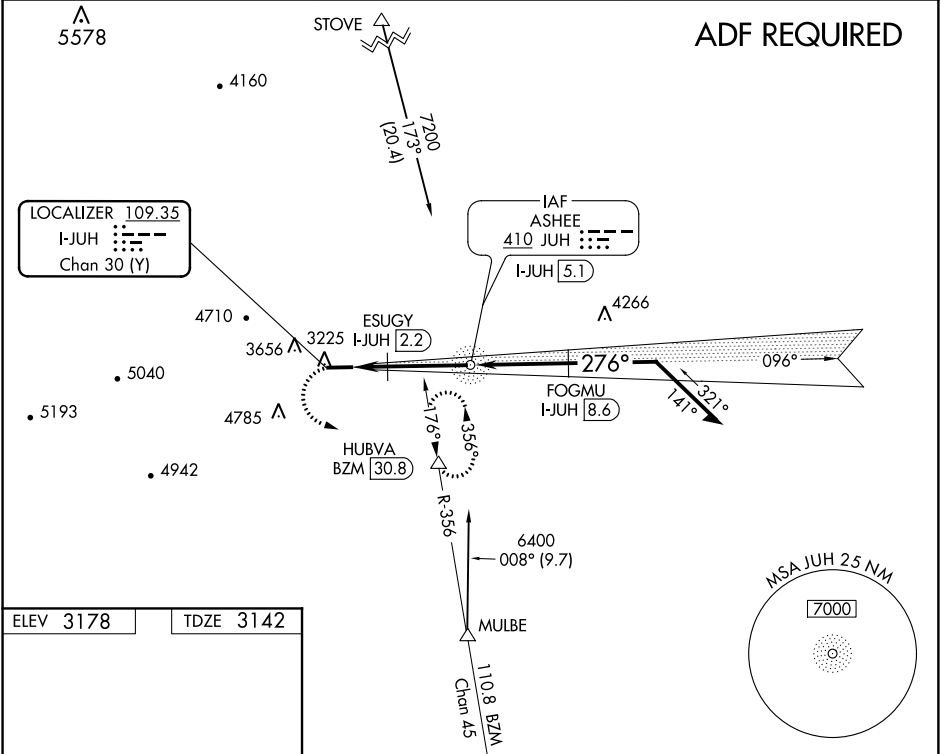 5578
STOVE
ADF REQUIRED
4160
7200
173°
(20.4)
LOCALIZER 109.35
I-JUH
Chan 30 (Y)
IAF
ASHEE
410 JUH
I-JUH 5.1
4710
3656
3225
ESUGY
I-JUH 2.2
4266
276°
096°
5040
5193
4785
FOGMU
I-JUH 8.6
321°
141°
176°
356°
HUBVA
BZM 30.8
4942
R-356
6400
008° (9.7)
MSA JUH 25 NM
7000
ELEV 3178
TDZE 3142
MULBE
110.8 BZM
Chan 45